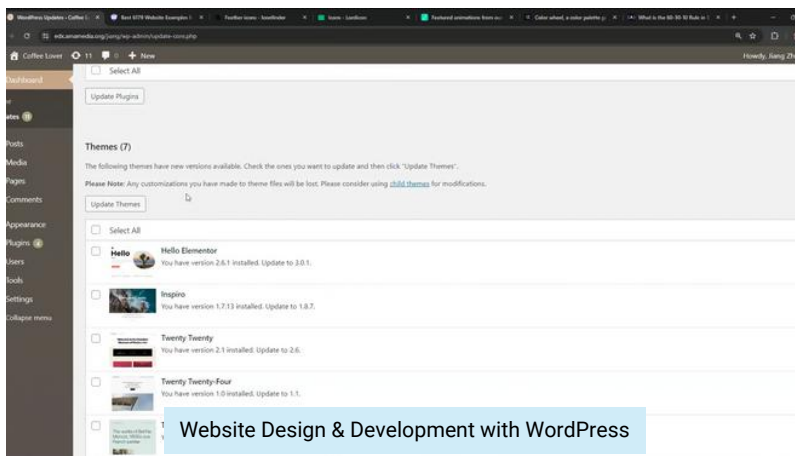 WordPress Updates ‹ Coffee L
Best 6179 Website Examples I
Feather Icons - Iconfinder
Icons - Lordicon
Featured animations from our
Color wheel, a color palette g
What is the 60-30-10 Rule in I
Coffee Lover 11 0 + New
Howdy, Jiang Zh
Dashboard
ates 11
Posts
Media
Pages
Comments
Appearance
Plugins 4
Users
Tools
Settings
Collapse menu
Select All
Update Plugins
Themes (7)
The following themes have new versions available. Check the ones you want to update and then click "Update Themes".
Please Note: Any customizations you have made to theme files will be lost. Please consider using child themes for modifications.
Update Themes
Select All
Hello
Hello Elementor
You have version 2.6.1 installed. Update to 3.0.1.
Inspiro
You have version 1.7.13 installed. Update to 1.8.7.
Twenty Twenty
You have version 2.1 installed. Update to 2.6.
Twenty Twenty-Four
You have version 1.0 installed. Update to 1.1.
Website Design & Development with WordPress